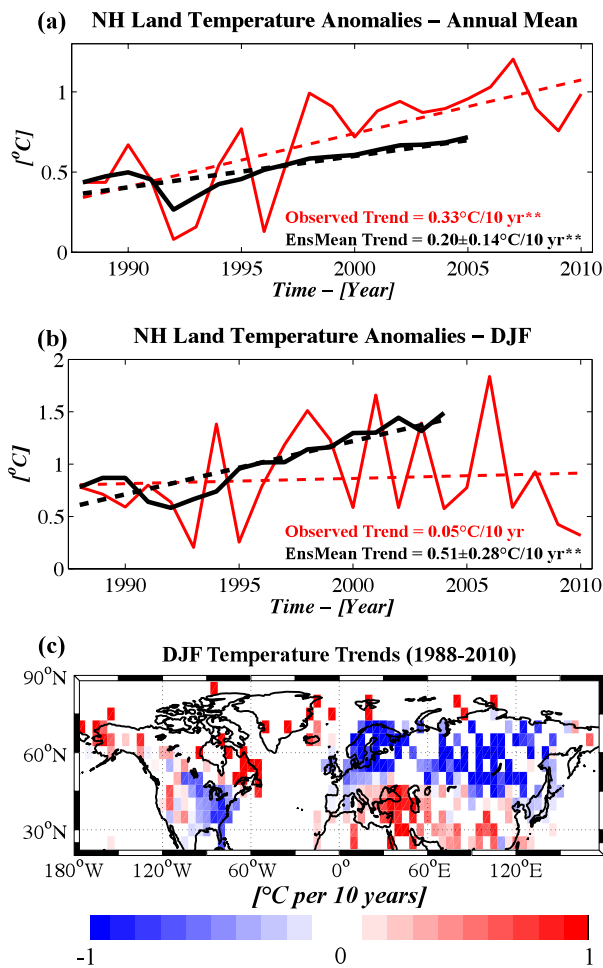 (a) NH Land Temperature Anomalies – Annual Mean
1
0.5
0
[°C]
Observed Trend = 0.33°C/10 yr**
EnsMean Trend = 0.20±0.14°C/10 yr**
1990 1995 2000 2005 2010
Time – [Year]
(b) NH Land Temperature Anomalies – DJF
2
1.5
1
0.5
0
[°C]
Observed Trend = 0.05°C/10 yr
EnsMean Trend = 0.51±0.28°C/10 yr**
1990 1995 2000 2005 2010
Time – [Year]
(c) DJF Temperature Trends (1988-2010)
90°N
60°N
30°N
180°W 120°W 60°W 0° 60°E 120°E
[°C per 10 years]
-1 0 1